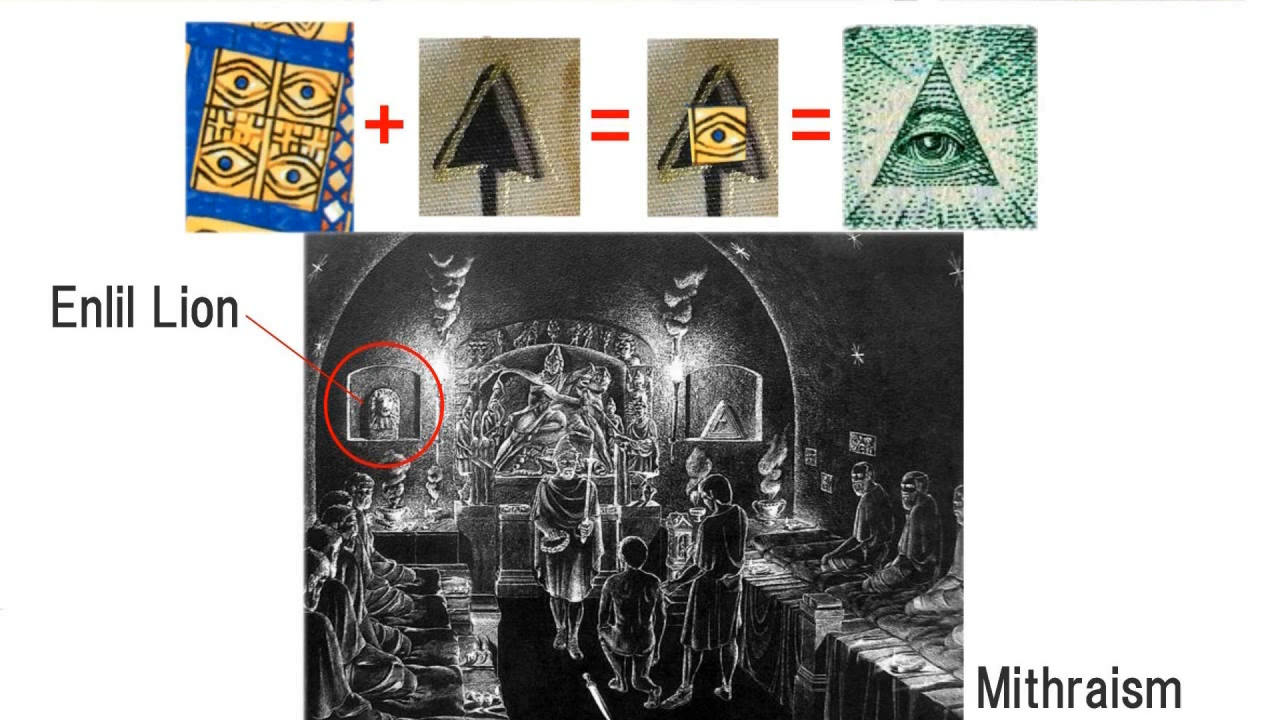 + = =
Enlil Lion
Mithraism